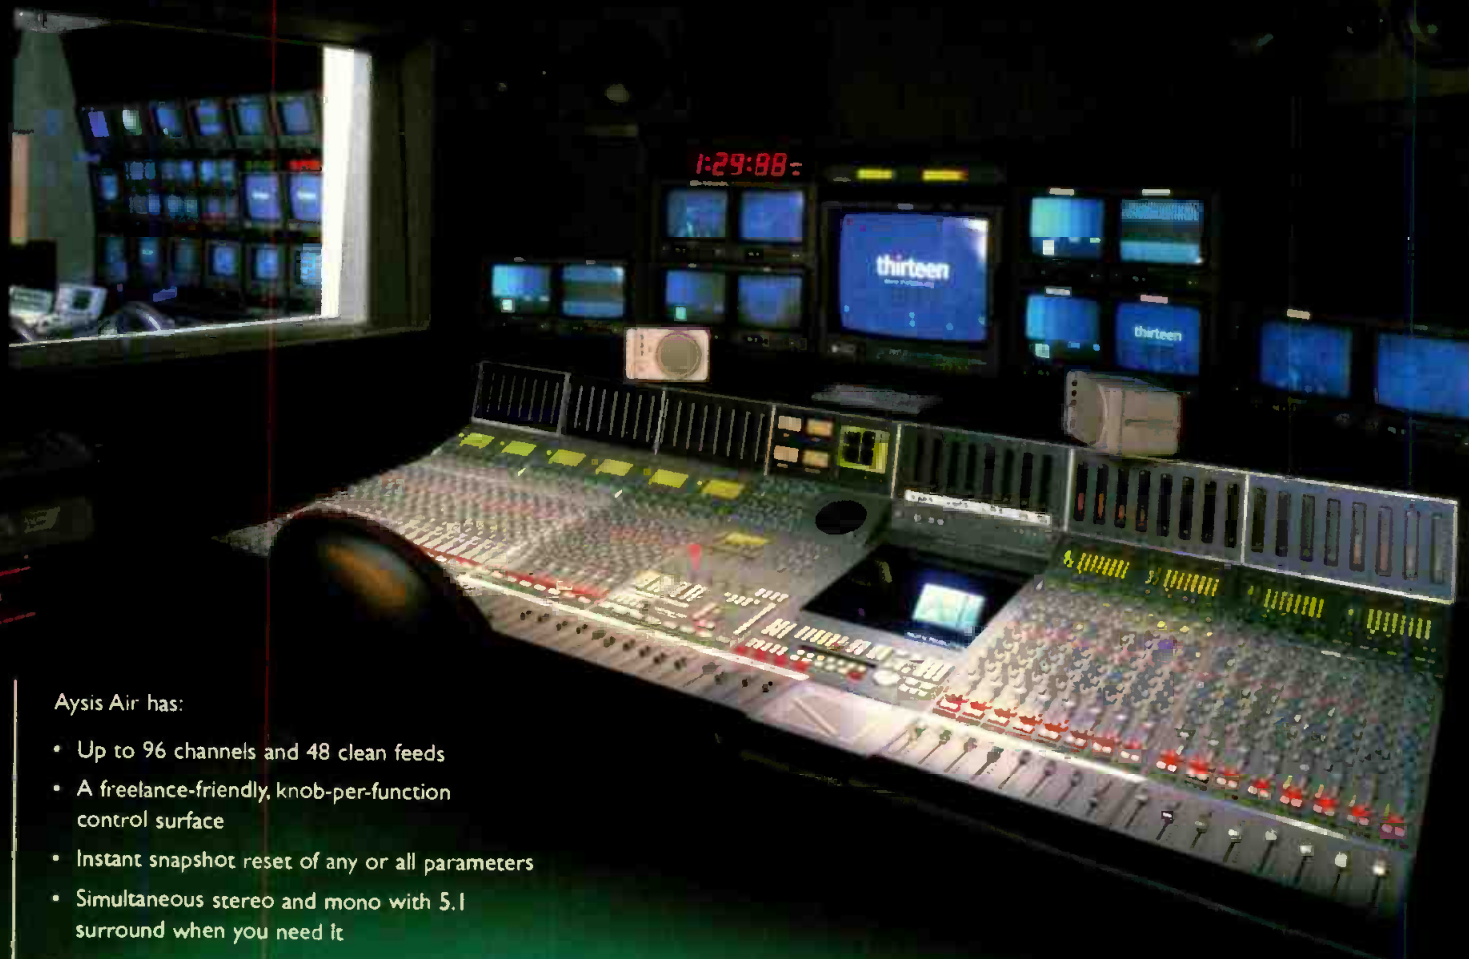 1:29:88
thirteen
thirteen
Aysis Air has:
• Up to 96 channels and 48 clean feeds
• A freelance-friendly, knob-per-function
control surface
• Instant snapshot reset of any or all parameters
• Simultaneous stereo and mono with 5.1
surround when you need it